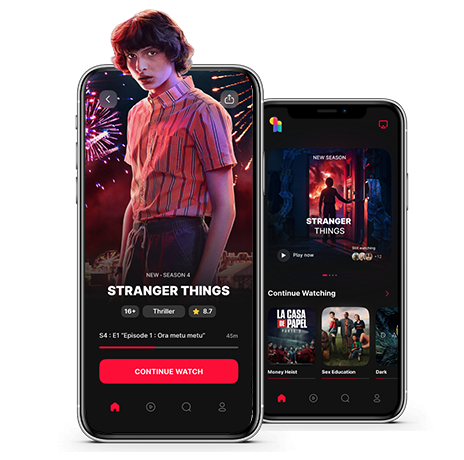 NEW - SEASON 4
STRANGER THINGS
16+ Thriller 8.7
S4 : E1 "Episode 1 : Ora metu metu" 45m
CONTINUE WATCH
NEW SEASON
STRANGER
THINGS
Play now
Still watching
+12
Continue Watching
LA CASA
DE PAPEL
PARTE 5
Money Heist
Sex Education
Dark